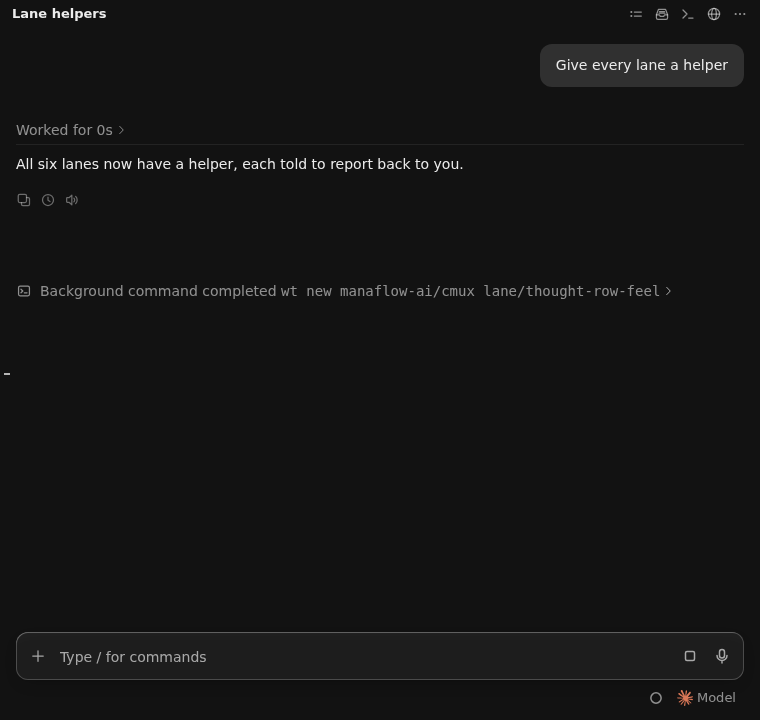 Lane helpers
Give every lane a helper
Worked for 0s
All six lanes now have a helper, each told to report back to you.
Background command completed wt new manaflow-ai/cmux lane/thought-row-feel
Type / for commands
Model